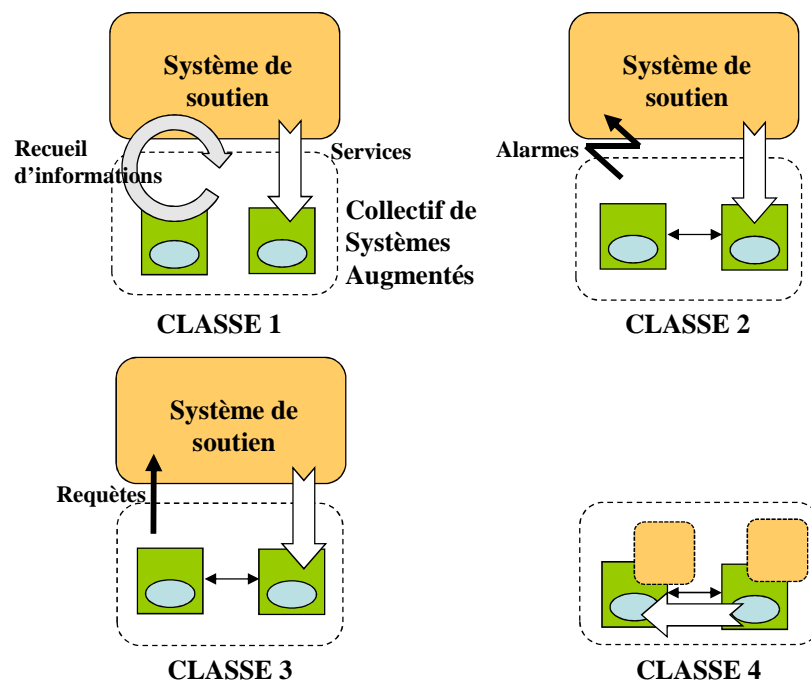 Système de
soutien
Recueil
d'informations
Services
Collectif de
Systèmes
Augmentés
CLASSE 1
Système de
soutien
Alarmes
CLASSE 2
Système de
soutien
Requètes
CLASSE 3
CLASSE 4